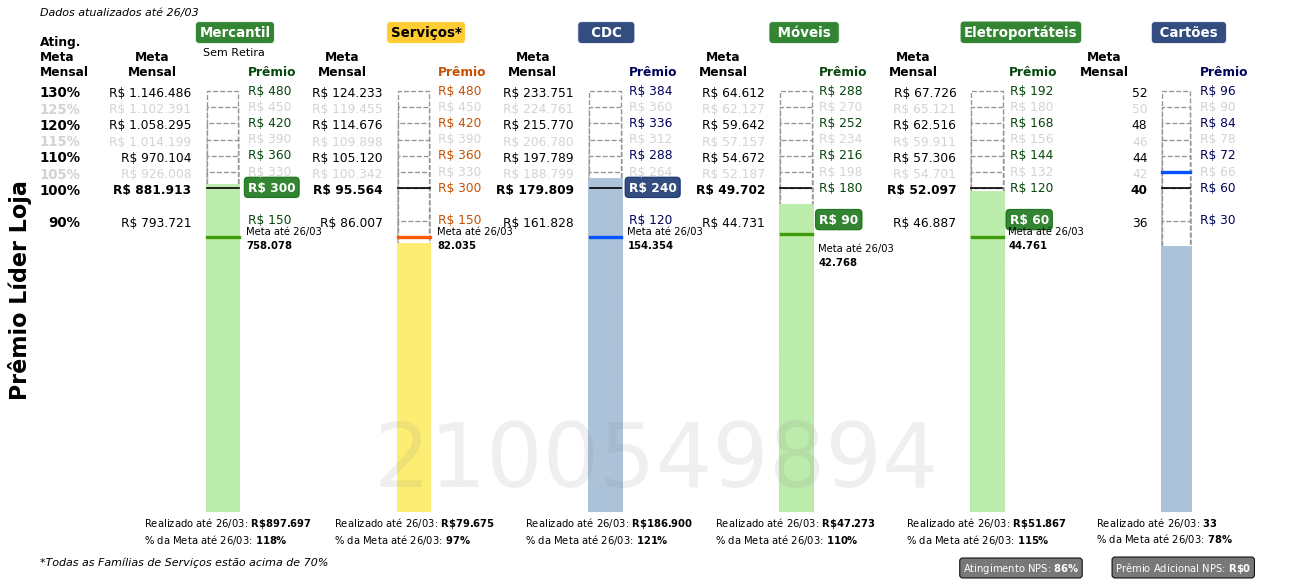 Dados atualizados até 26/03
Mercantil Serviços* CDC Móveis Eletroportáteis Cartões
Sem Retira
Ating. Meta Mensal
Meta Mensal Prêmio Meta Mensal Prêmio Meta Mensal Prêmio Meta Mensal Prêmio Meta Mensal Prêmio Meta Mensal Prêmio
130% R$ 1.146.486 R$ 480 R$ 124.233 R$ 480 R$ 233.751 R$ 384 R$ 64.612 R$ 288 R$ 67.726 R$ 192 52 R$ 96
125% R$ 1.102.391 R$ 450 R$ 119.455 R$ 450 R$ 224.761 R$ 360 R$ 62.127 R$ 270 R$ 65.121 R$ 180 50 R$ 90
120% R$ 1.058.295 R$ 420 R$ 114.676 R$ 420 R$ 215.770 R$ 336 R$ 59.642 R$ 252 R$ 62.516 R$ 168 48 R$ 84
115% R$ 1.014.199 R$ 390 R$ 109.898 R$ 390 R$ 206.780 R$ 312 R$ 57.157 R$ 234 R$ 59.911 R$ 156 46 R$ 78
110% R$ 970.104 R$ 360 R$ 105.120 R$ 360 R$ 197.789 R$ 288 R$ 54.672 R$ 216 R$ 57.306 R$ 144 44 R$ 72
105% R$ 926.008 R$ 330 R$ 100.342 R$ 330 R$ 188.799 R$ 264 R$ 52.187 R$ 198 R$ 54.701 R$ 132 42 R$ 66
100% R$ 881.913 R$ 300 R$ 95.564 R$ 300 R$ 179.809 R$ 240 R$ 49.702 R$ 180 R$ 52.097 R$ 120 40 R$ 60
90% R$ 793.721 R$ 150 R$ 86.007 R$ 150 R$ 161.828 R$ 120 R$ 44.731 R$ 90 R$ 46.887 R$ 60 36 R$ 30
Meta até 26/03 Meta até 26/03 Meta até 26/03 Meta até 26/03 Meta até 26/03
758.078 82.035 154.354 42.768 44.761
Prêmio Líder Loja
2100549894
Realizado até 26/03: R$897.697 Realizado até 26/03: R$79.675 Realizado até 26/03: R$186.900 Realizado até 26/03: R$47.273 Realizado até 26/03: R$51.867 Realizado até 26/03: 33
% da Meta até 26/03: 118% % da Meta até 26/03: 97% % da Meta até 26/03: 121% % da Meta até 26/03: 110% % da Meta até 26/03: 115% % da Meta até 26/03: 78%
*Todas as Famílias de Serviços estão acima de 70%
Atingimento NPS: 86% Prêmio Adicional NPS: R$0